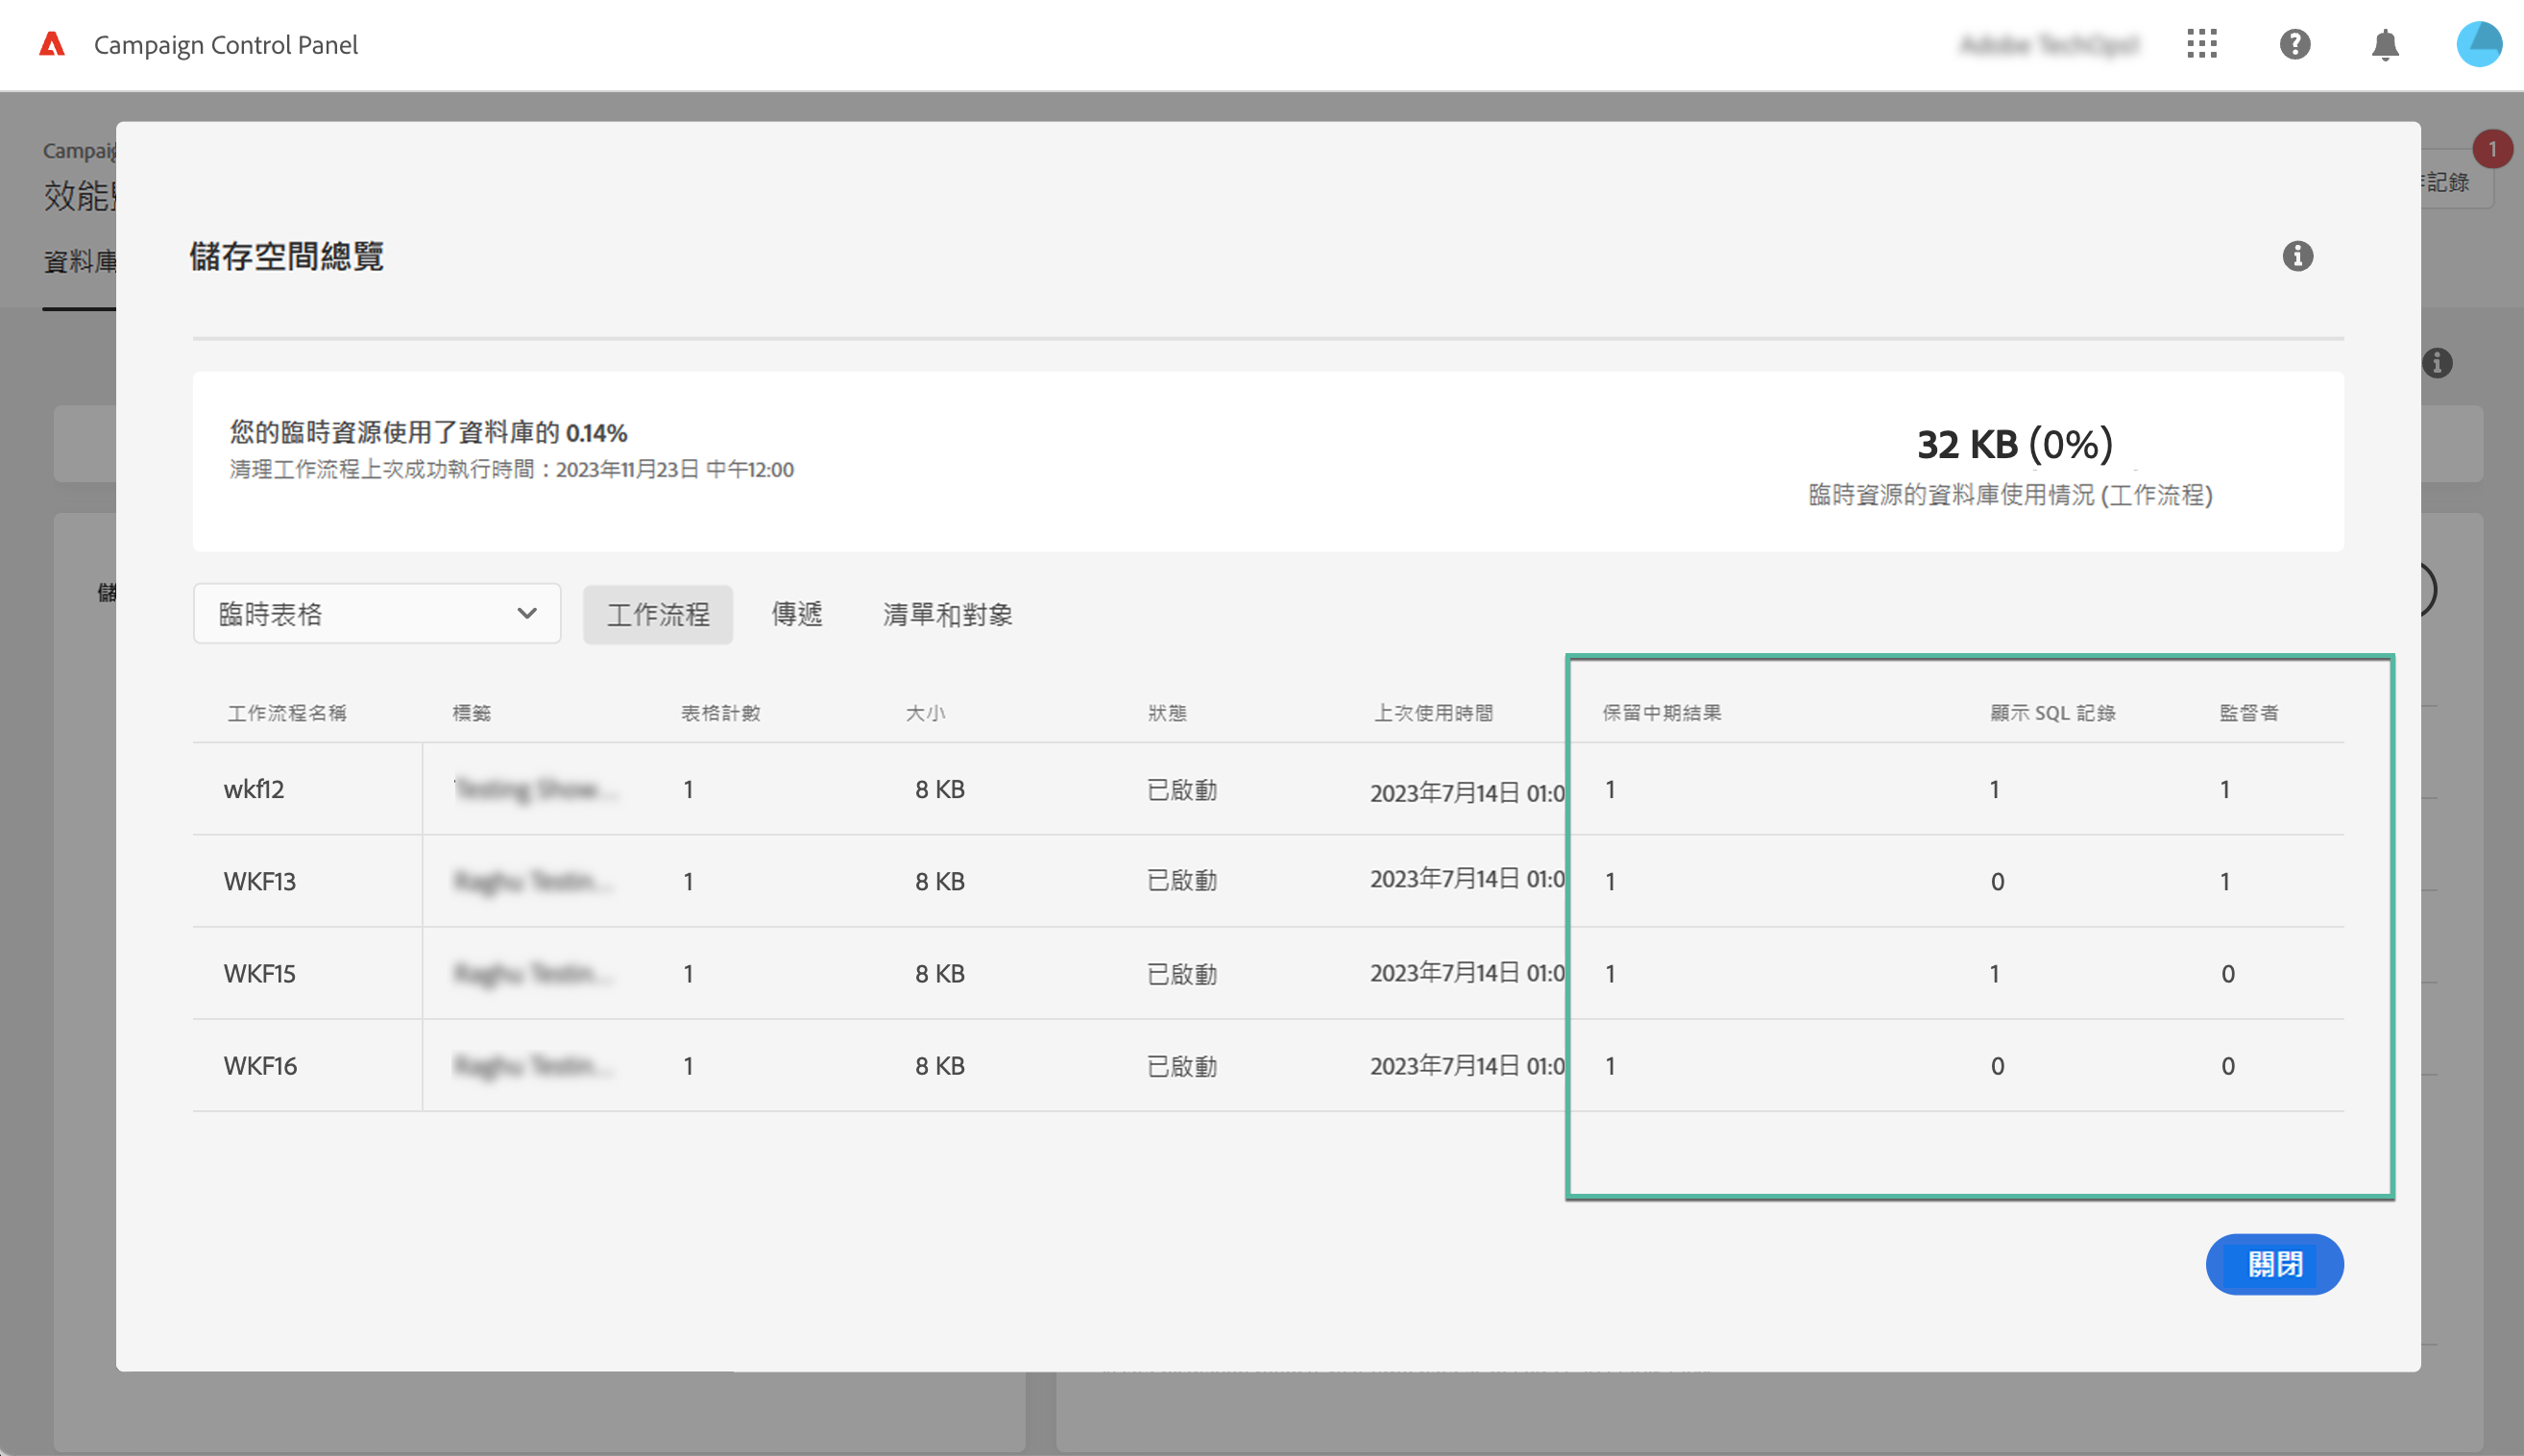 Campaign Control Panel
Campaig
1
效能
記錄
資料庫
儲存空間總覽
您的臨時資源使用了資料庫的 0.14%
清理工作流程上次成功執行時間：2023年11月23日 中午12:00
32 KB (0%)
臨時資源的資料庫使用情況 (工作流程)
儲
臨時表格 工作流程 傳遞 清單和對象
工作流程名稱 標籤 表格計數 大小 狀態 上次使用時間 保留中期結果 顯示 SQL 記錄 監督者
wkf12 1 8 KB 已啟動 2023年7月14日 01:0 1 1 1
WKF13 1 8 KB 已啟動 2023年7月14日 01:0 1 0 1
WKF15 1 8 KB 已啟動 2023年7月14日 01:0 1 1 0
WKF16 1 8 KB 已啟動 2023年7月14日 01:0 1 0 0
關閉